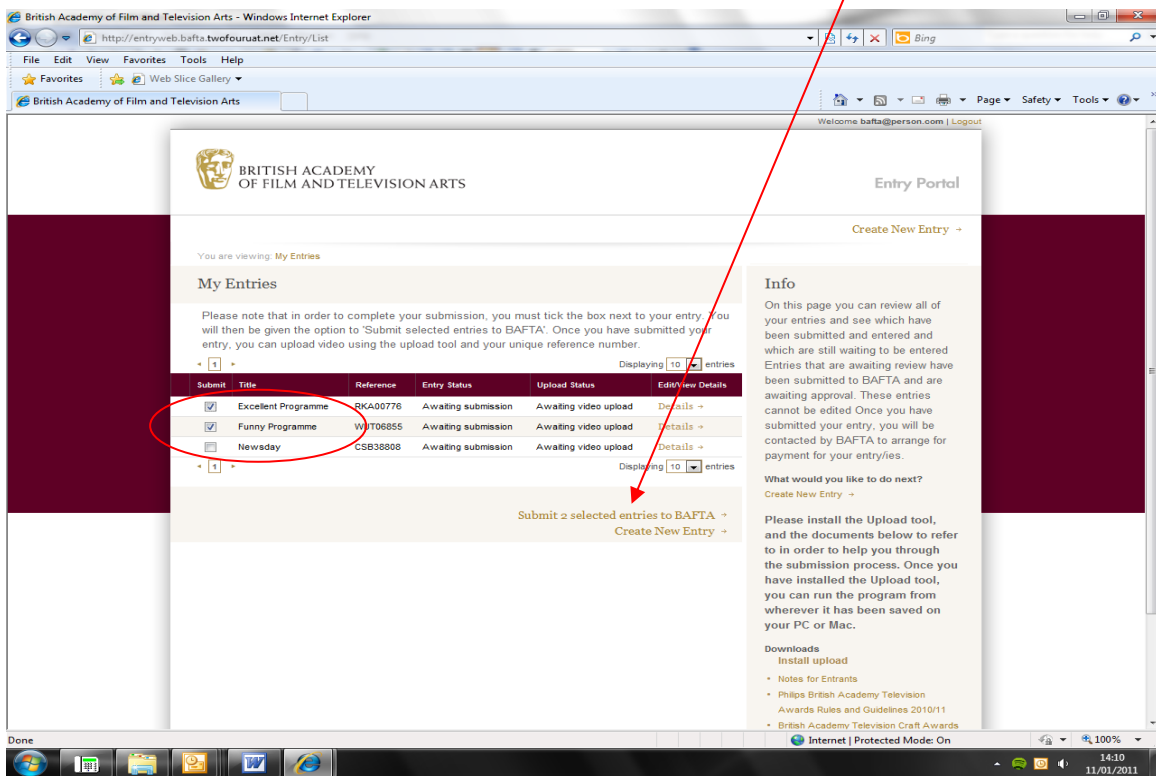 British Academy of Film and Television Arts - Windows Internet Explorer
http://entryweb.bafta.twofouruat.net/Entry/List
Bing
File Edit View Favorites Tools Help
Favorites Web Slice Gallery
British Academy of Film and Television Arts
Page Safety Tools
Welcome bafta@person.com | Logout
BRITISH ACADEMY
OF FILM AND TELEVISION ARTS
Entry Portal
Create New Entry →
You are viewing: My Entries
My Entries
Please note that in order to complete your submission, you must tick the box next to your entry. You
will then be given the option to 'Submit selected entries to BAFTA'. Once you have submitted your
entry, you can upload video using the upload tool and your unique reference number.
1 Displaying 10 entries
Submit Title Reference Entry Status Upload Status Edit/View Details
Excellent Programme RKA00776 Awaiting submission Awaiting video upload Details →
Funny Programme WUT06855 Awaiting submission Awaiting video upload Details →
Newsday CSB38808 Awaiting submission Awaiting video upload Details →
1 Displaying 10 entries
Submit 2 selected entries to BAFTA →
Create New Entry →
Info
On this page you can review all of
your entries and see which have
been submitted and entered and
which are still waiting to be entered
Entries that are awaiting review have
been submitted to BAFTA and are
awaiting approval. These entries
cannot be edited Once you have
submitted your entry, you will be
contacted by BAFTA to arrange for
payment for your entry/ies.
What would you like to do next?
Create New Entry →
Please install the Upload tool,
and the documents below to refer
to in order to help you through
the submission process. Once you
have installed the Upload tool,
you can run the program from
wherever it has been saved on
your PC or Mac.
Downloads
Install upload
• Notes for Entrants
• Philips British Academy Television
Awards Rules and Guidelines 2010/11
• British Academy Television Craft Awards
Done
Internet | Protected Mode: On
100%
14:10
11/01/2011